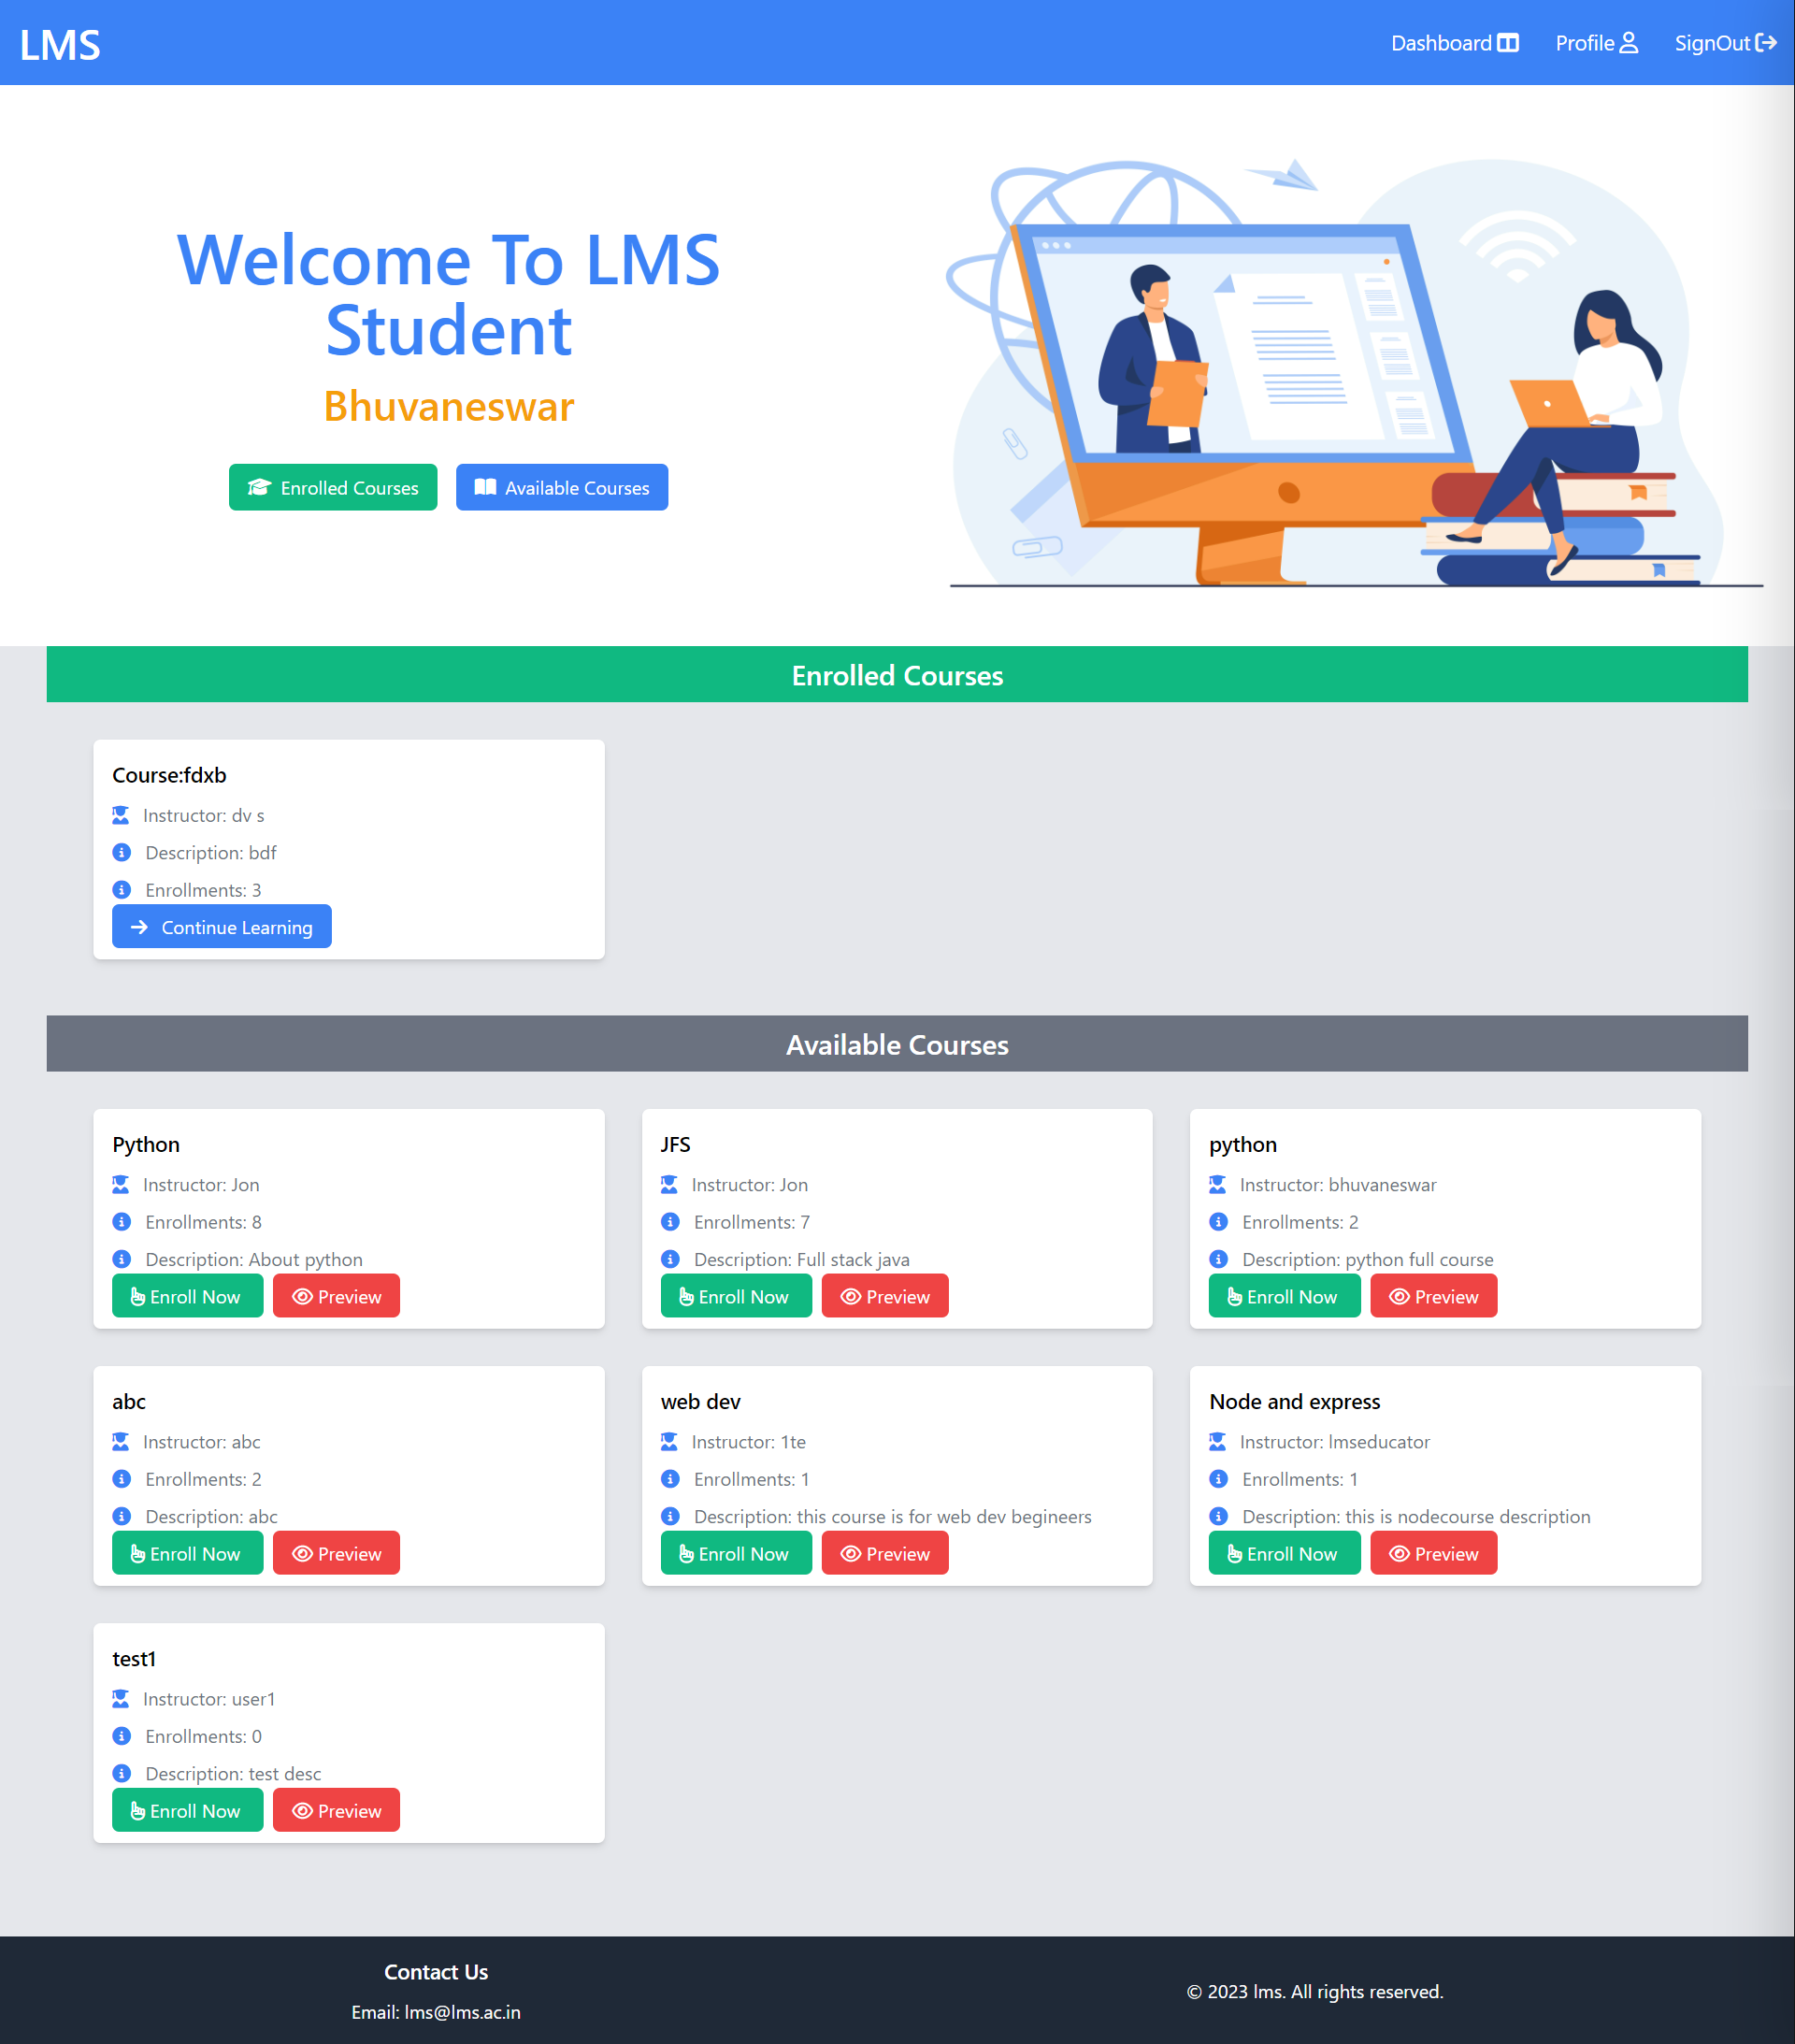 LMS
Dashboard
Profile
SignOut
Welcome To LMS
Student
Bhuvaneswar
Enrolled Courses
Available Courses
Enrolled Courses
Course:fdxb
Instructor: dv s
Description: bdf
Enrollments: 3
Continue Learning
Available Courses
Python
Instructor: Jon
Enrollments: 8
Description: About python
Enroll Now
Preview
JFS
Instructor: Jon
Enrollments: 7
Description: Full stack java
Enroll Now
Preview
python
Instructor: bhuvaneswar
Enrollments: 2
Description: python full course
Enroll Now
Preview
abc
Instructor: abc
Enrollments: 2
Description: abc
Enroll Now
Preview
web dev
Instructor: 1te
Enrollments: 1
Description: this course is for web dev begineers
Enroll Now
Preview
Node and express
Instructor: lmseducator
Enrollments: 1
Description: this is nodecourse description
Enroll Now
Preview
test1
Instructor: user1
Enrollments: 0
Description: test desc
Enroll Now
Preview
Contact Us
Email: lms@lms.ac.in
© 2023 lms. All rights reserved.